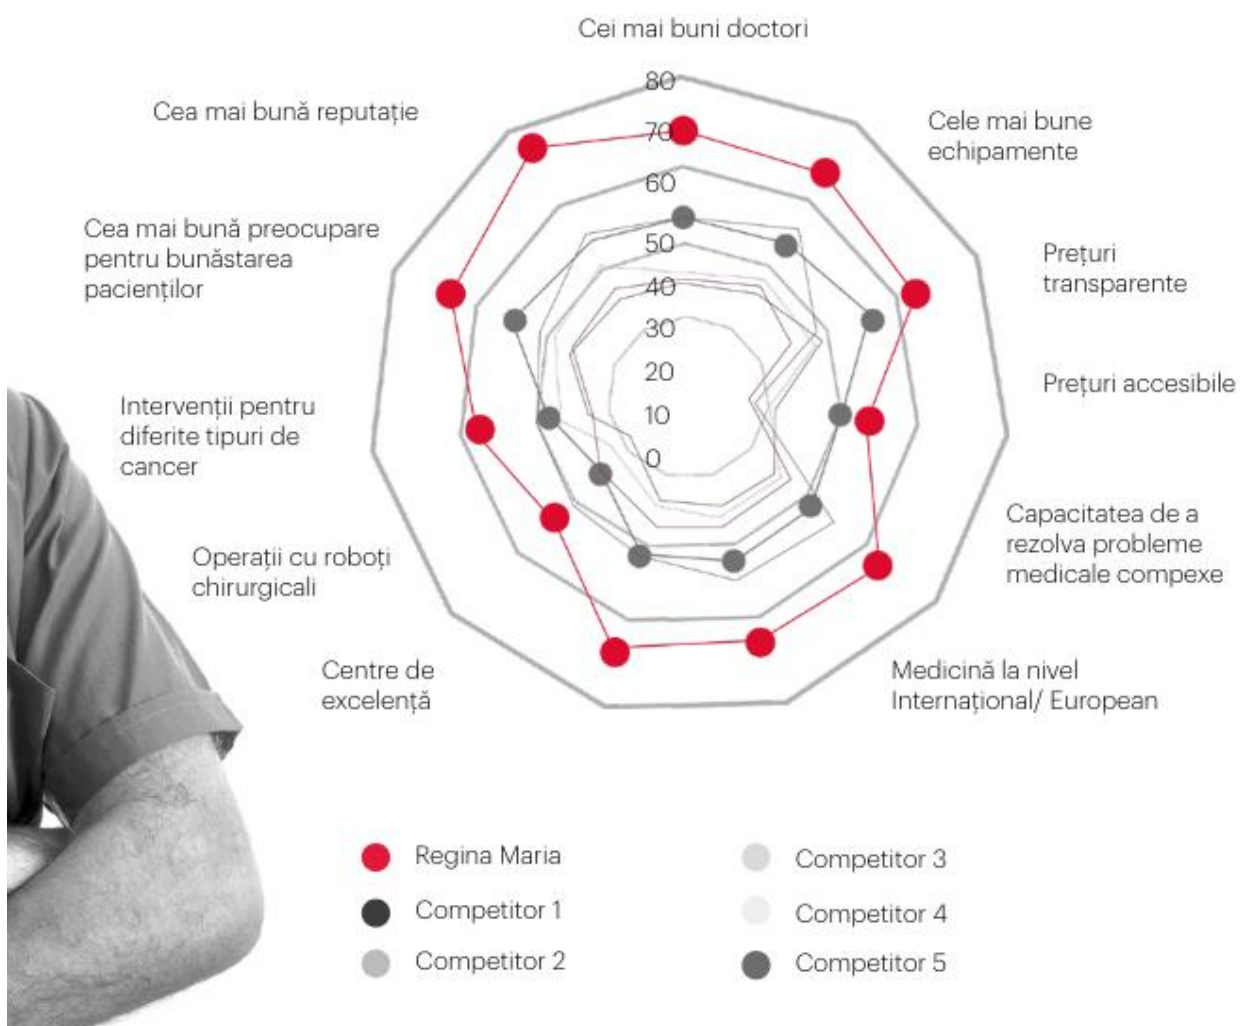 Cei mai buni doctori
Cea mai bună reputație
Cele mai bune
echipamente
Cea mai bună preocupare
pentru bunăstarea
pacienților
Prețuri
transparente
Prețuri accesibile
Intervenții pentru
diferite tipuri de
cancer
Capacitatea de a
rezolva probleme
medicale compexe
Operații cu roboți
chirurgicali
Centre de
excelență
Medicină la nivel
Internațional/ European
80
70
60
50
40
30
20
10
0
Regina Maria
Competitor 1
Competitor 2
Competitor 3
Competitor 4
Competitor 5